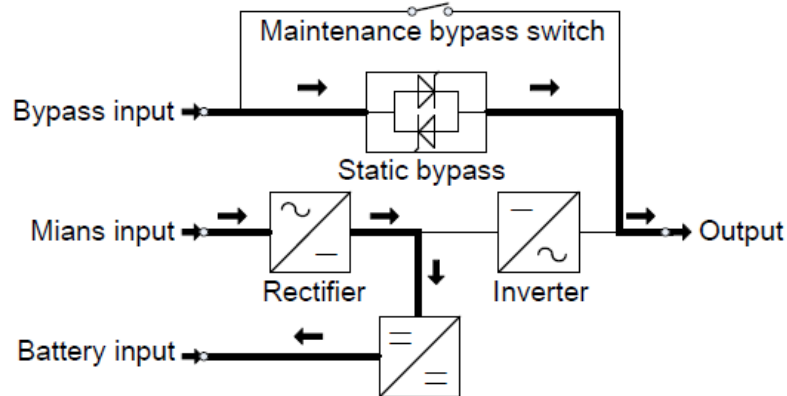 Maintenance bypass switch
Bypass input
Static bypass
Mians input
Output
Rectifier
Inverter
Battery input